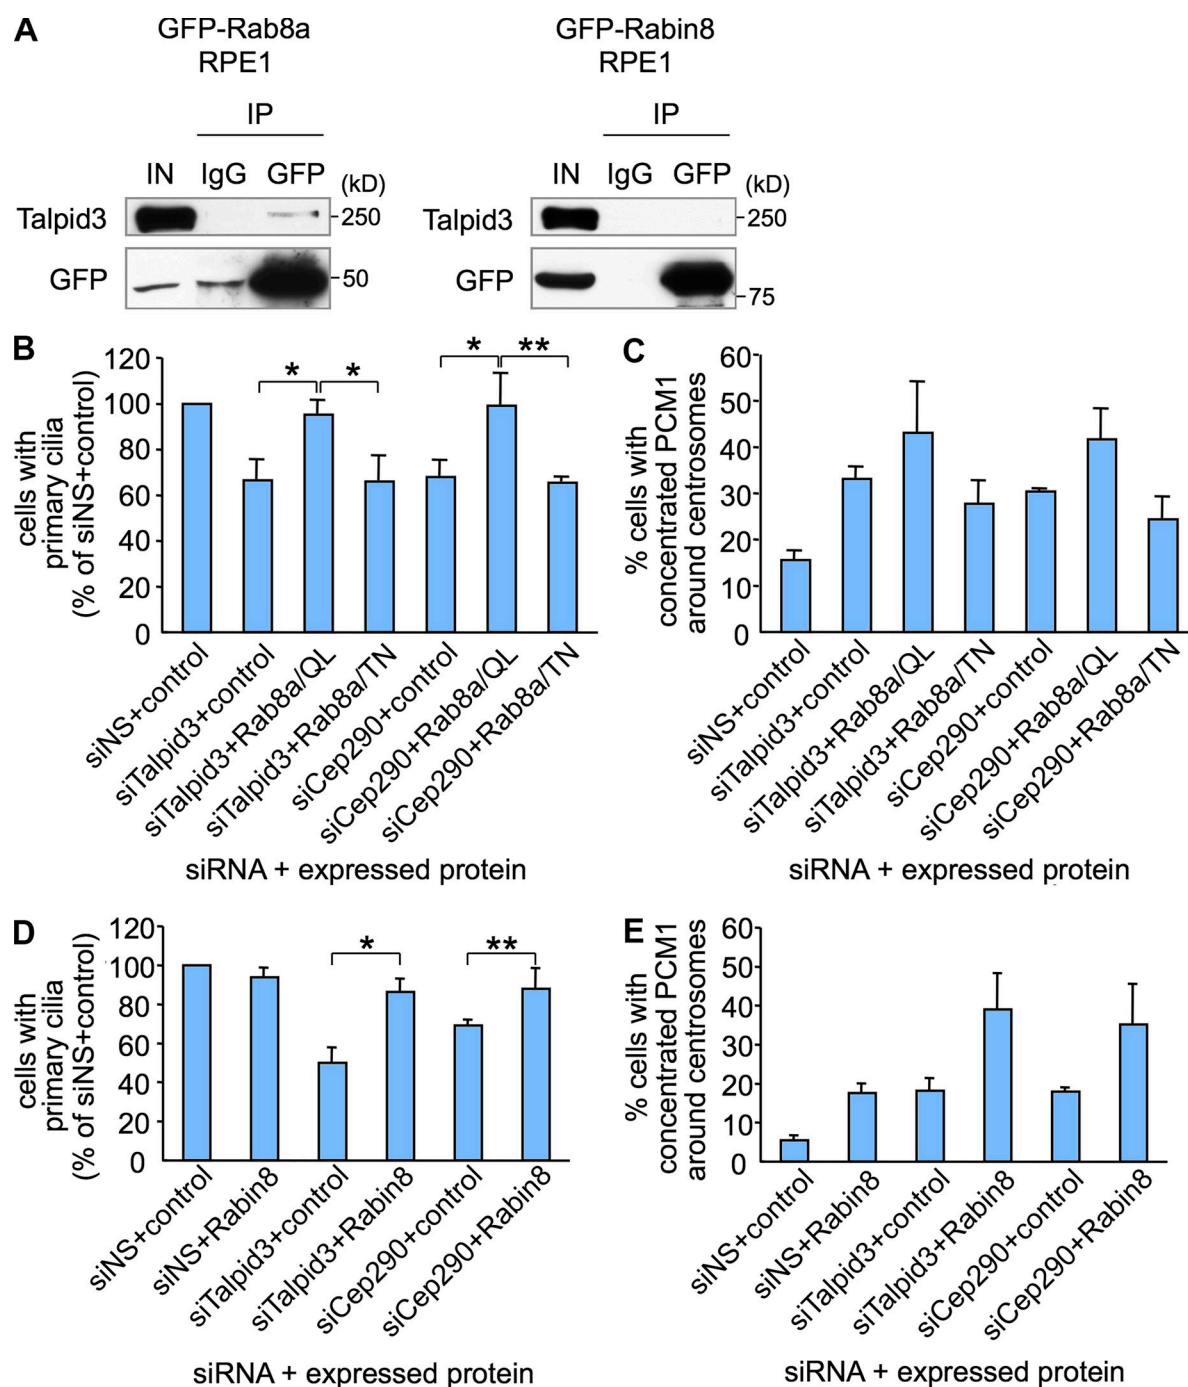 A
GFP-Rab8a
RPE1
IP
IN IgG GFP (kD)
Talpid3
250
GFP
50
GFP-Rabin8
RPE1
IP
IN IgG GFP (kD)
Talpid3
250
GFP
75
B
cells with
primary cilia
(% of siNS+control)
120
100
80
60
40
20
0
* * * **
siNS+control
siTalpid3+control
siTalpid3+Rab8a/QL
siTalpid3+Rab8a/TN
siCep290+control
siCep290+Rab8a/QL
siCep290+Rab8a/TN
siRNA + expressed protein
C
% cells with
concentrated PCM1
around centrosomes
60
50
40
30
20
10
0
siNS+control
siTalpid3+control
siTalpid3+Rab8a/QL
siTalpid3+Rab8a/TN
siCep290+control
siCep290+Rab8a/QL
siCep290+Rab8a/TN
siRNA + expressed protein
D
cells with
primary cilia
(% of siNS+control)
120
100
80
60
40
20
0
* **
siNS+control
siNS+Rabin8
siTalpid3+control
siTalpid3+Rabin8
siCep290+control
siCep290+Rabin8
siRNA + expressed protein
E
% cells with
concentrated PCM1
around centrosomes
60
50
40
30
20
10
0
siNS+control
siNS+Rabin8
siTalpid3+control
siTalpid3+Rabin8
siCep290+control
siCep290+Rabin8
siRNA + expressed protein